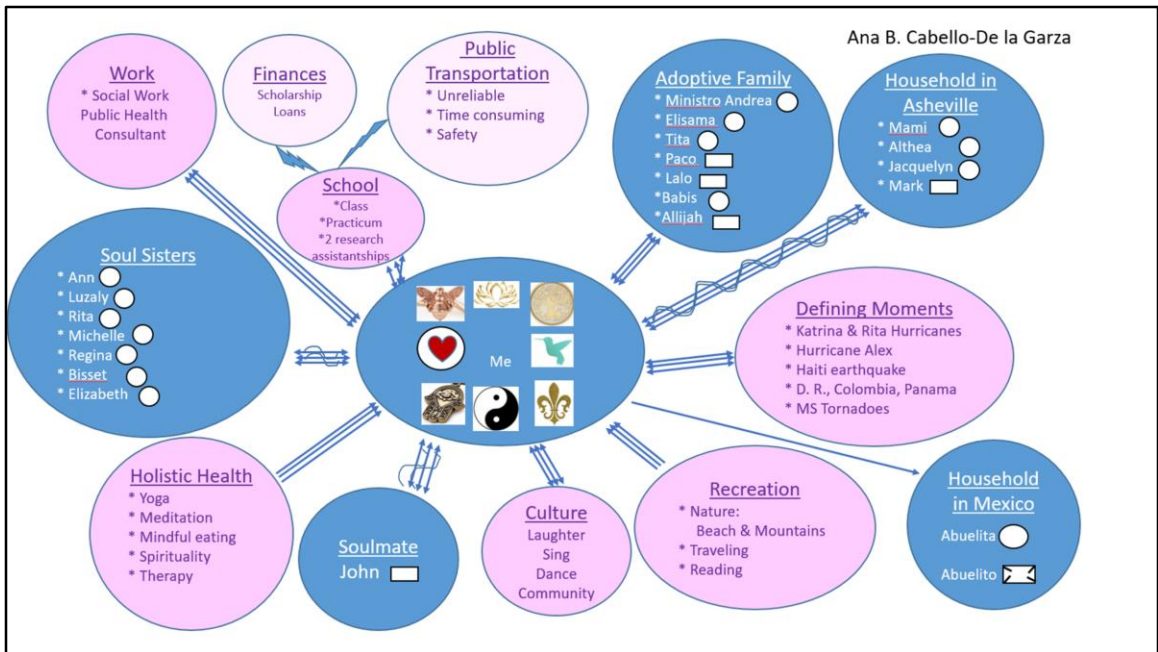 Ana B. Cabello-De la Garza
Work
* Social Work
Public Health
Consultant
Finances
Scholarship
Loans
Public
Transportation
* Unreliable
* Time consuming
* Safety
School
*Class
*Practicum
*2 research
assistantships
Adoptive Family
* Ministro Andrea
* Elisama
* Tita
* Paco
* Lalo
*Babis
*Allijah
Household in
Asheville
* Mami
* Althea
* Jacquelyn
* Mark
Soul Sisters
* Ann
* Luzaly
* Rita
* Michelle
* Regina
* Bisset
* Elizabeth
Me
Defining Moments
* Katrina & Rita Hurricanes
* Hurricane Alex
* Haiti earthquake
* D. R., Colombia, Panama
* MS Tornadoes
Holistic Health
* Yoga
* Meditation
* Mindful eating
* Spirituality
* Therapy
Soulmate
John
Culture
Laughter
Sing
Dance
Community
Recreation
* Nature:
Beach & Mountains
* Traveling
* Reading
Household
in Mexico
Abuelita
Abuelito